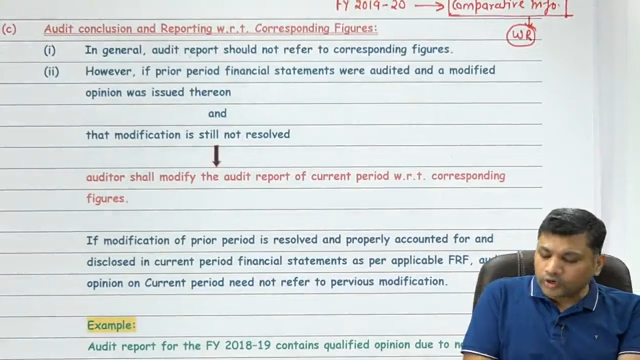 FY 2019-20 → Comparative Info.
WR
(c) Audit conclusion and Reporting w.r.t. Corresponding Figures:
(i) In general, audit report should not refer to corresponding figures.
(ii) However, if prior period financial statements were audited and a modified
opinion was issued thereon
and
that modification is still not resolved
auditor shall modify the audit report of current period w.r.t. corresponding
figures.
If modification of prior period is resolved and properly accounted for and
disclosed in current period financial statements as per applicable FRF,
opinion on Current period need not refer to pervious modification.
Example:
Audit report for the FY 2018-19 contains qualified opinion due to